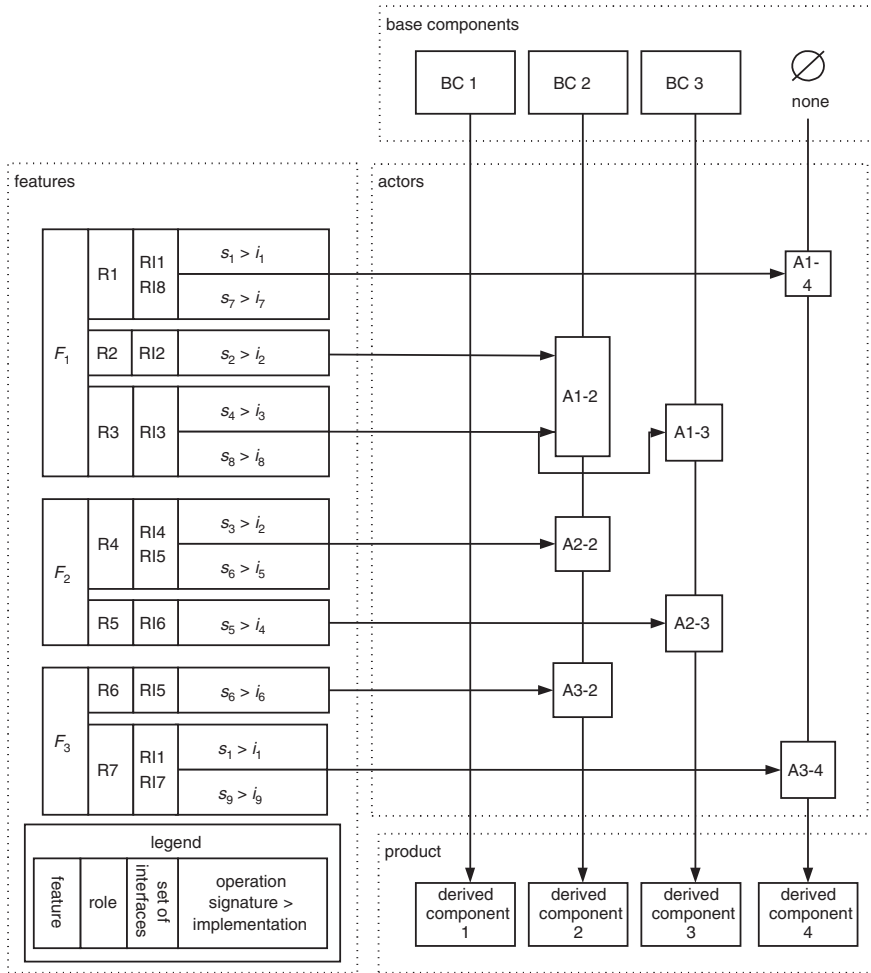 base components
BC 1
BC 2
BC 3
none
features
actors
F1
R1
RI1
RI8
s1 > i1
s7 > i7
A1-
4
R2
RI2
s2 > i2
A1-2
R3
RI3
s4 > i3
s8 > i8
A1-3
F2
R4
RI4
RI5
s3 > i2
s6 > i5
A2-2
R5
RI6
s5 > i4
A2-3
F3
R6
RI5
s6 > i6
A3-2
R7
RI1
RI7
s1 > i1
s9 > i9
A3-4
legend
feature
role
set of
interfaces
operation
signature >
implementation
product
derived
component
1
derived
component
2
derived
component
3
derived
component
4